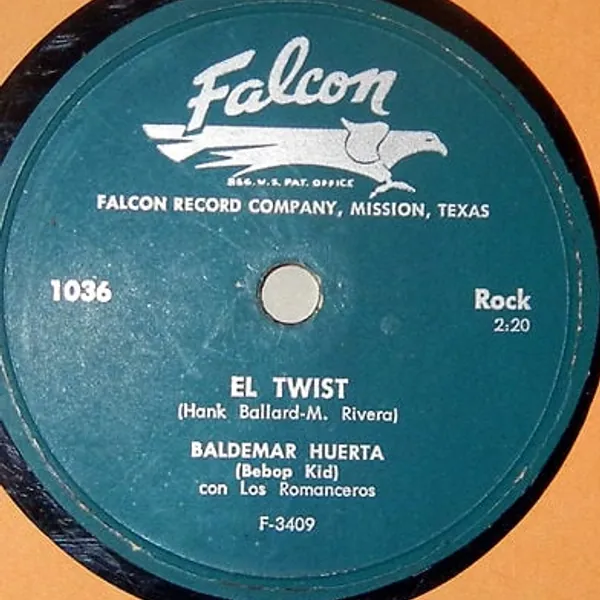 Falcon
REG. U.S. PAT. OFFICE
FALCON RECORD COMPANY, MISSION, TEXAS
1036
Rock
2:20
EL TWIST
(Hank Ballard-M. Rivera)
BALDEMAR HUERTA
(Bebop Kid)
con Los Romanceros
F-3409